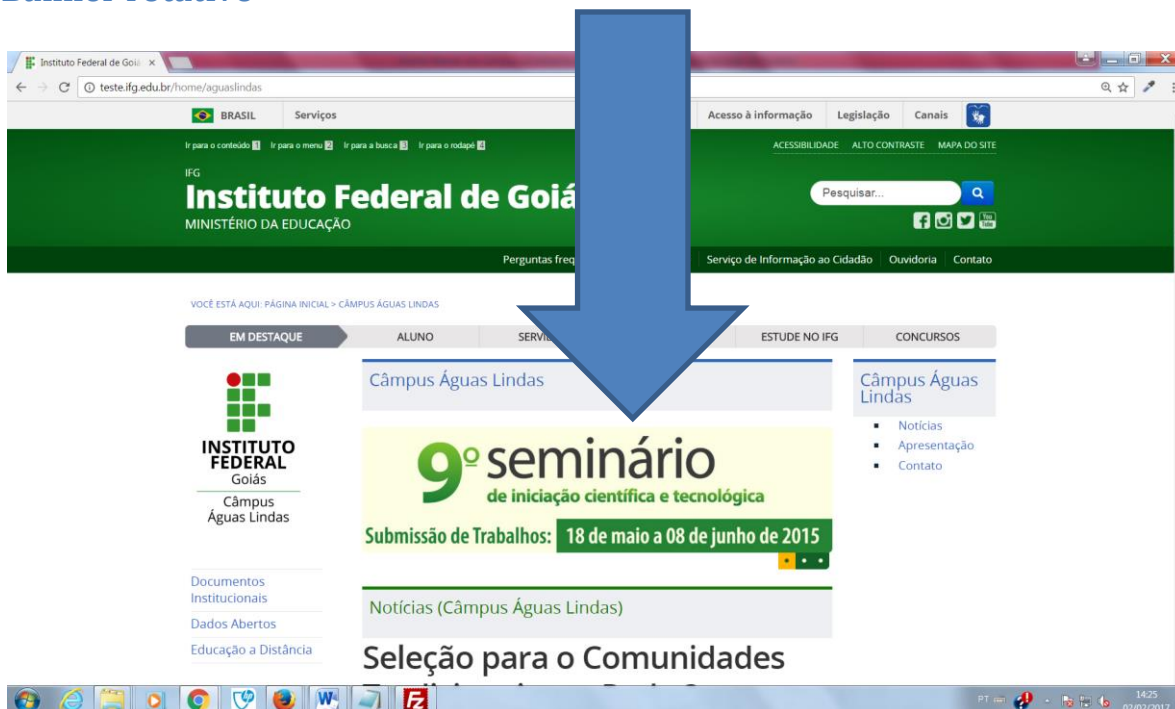 Banner rotativo
Instituto Federal de Goiá
teste.ifg.edu.br/home/aguaslindas
BRASIL Serviços Acesso à informação Legislação Canais
Ir para o conteúdo 1 Ir para o menu 2 Ir para a busca 3 Ir para o rodapé 4 ACESSIBILIDADE ALTO CONTRASTE MAPA DO SITE
IFG
Instituto Federal de Goiá
MINISTÉRIO DA EDUCAÇÃO
Pesquisar...
You Tube
Perguntas freq Serviço de Informação ao Cidadão Ouvidoria Contato
VOCÊ ESTÁ AQUI: PÁGINA INICIAL > CÂMPUS ÁGUAS LINDAS
EM DESTAQUE ALUNO SERVI ESTUDE NO IFG CONCURSOS
INSTITUTO
FEDERAL
Goiás
Câmpus
Águas Lindas
Documentos
Institucionais
Dados Abertos
Educação a Distância
Câmpus Águas Lindas
9º seminário
de iniciação científica e tecnológica
Submissão de Trabalhos: 18 de maio a 08 de junho de 2015
Notícias (Câmpus Águas Lindas)
Seleção para o Comunidades
Câmpus Águas
Lindas
Notícias
Apresentação
Contato
PT 14:25
02/02/2017